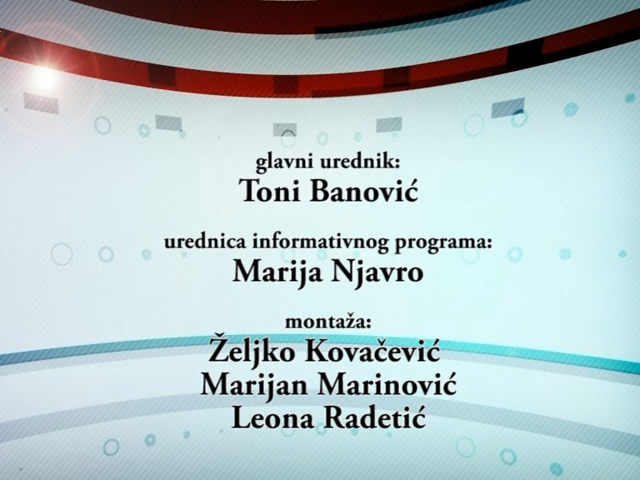 glavni urednik:
Toni Banović
urednica informativnog programa:
Marija Njavro
montaža:
Željko Kovačević
Marijan Marinović
Leona Radetić